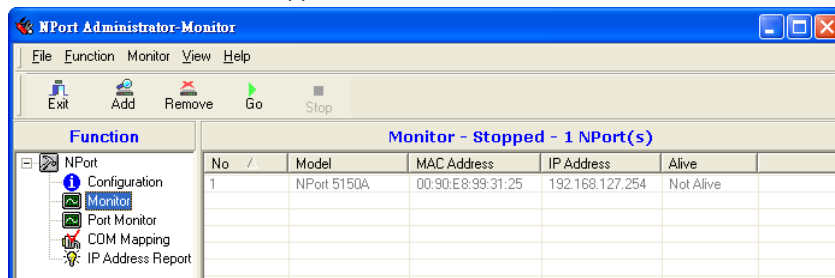 NPort Administrator-Monitor
File Function Monitor View Help
Exit Add Remove Go Stop
Function
Monitor - Stopped - 1 NPort(s)
NPort
Configuration
Monitor
Port Monitor
COM Mapping
IP Address Report
No Model MAC Address IP Address Alive
1 NPort 5150A 00:90:E8:99:31:25 192.168.127.254 Not Alive